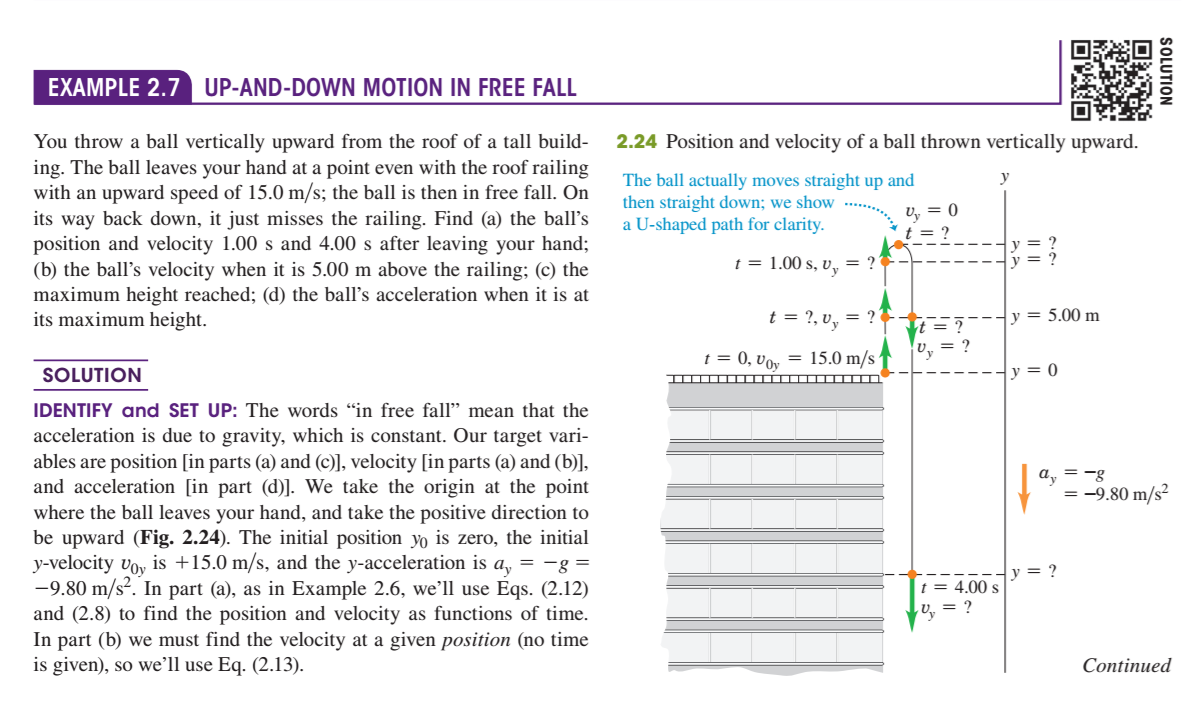 SOLUTION
EXAMPLE 2.7 UP-AND-DOWN MOTION IN FREE FALL
You throw a ball vertically upward from the roof of a tall build-
ing. The ball leaves your hand at a point even with the roof railing
with an upward speed of 15.0 m/s; the ball is then in free fall. On
its way back down, it just misses the railing. Find (a) the ball's
position and velocity 1.00 s and 4.00 s after leaving your hand;
(b) the ball's velocity when it is 5.00 m above the railing; (c) the
maximum height reached; (d) the ball's acceleration when it is at
its maximum height.
SOLUTION
IDENTIFY and SET UP: The words “in free fall” mean that the
acceleration is due to gravity, which is constant. Our target vari-
ables are position [in parts (a) and (c)], velocity [in parts (a) and (b)],
and acceleration [in part (d)]. We take the origin at the point
where the ball leaves your hand, and take the positive direction to
be upward (Fig. 2.24). The initial position y₀ is zero, the initial
y-velocity v₀y is +15.0 m/s, and the y-acceleration is ay = −g =
−9.80 m/s². In part (a), as in Example 2.6, we'll use Eqs. (2.12)
and (2.8) to find the position and velocity as functions of time.
In part (b) we must find the velocity at a given position (no time
is given), so we'll use Eq. (2.13).
2.24 Position and velocity of a ball thrown vertically upward.
The ball actually moves straight up and
then straight down; we show
a U-shaped path for clarity.
y
vy = 0
t = ?
y = ?
y = ?
t = 1.00 s, vy = ?
t = ?, vy = ?
y = 5.00 m
t = ?
vy = ?
t = 0, v₀y = 15.0 m/s
y = 0
ay = −g
= −9.80 m/s²
y = ?
t = 4.00 s
vy = ?
Continued